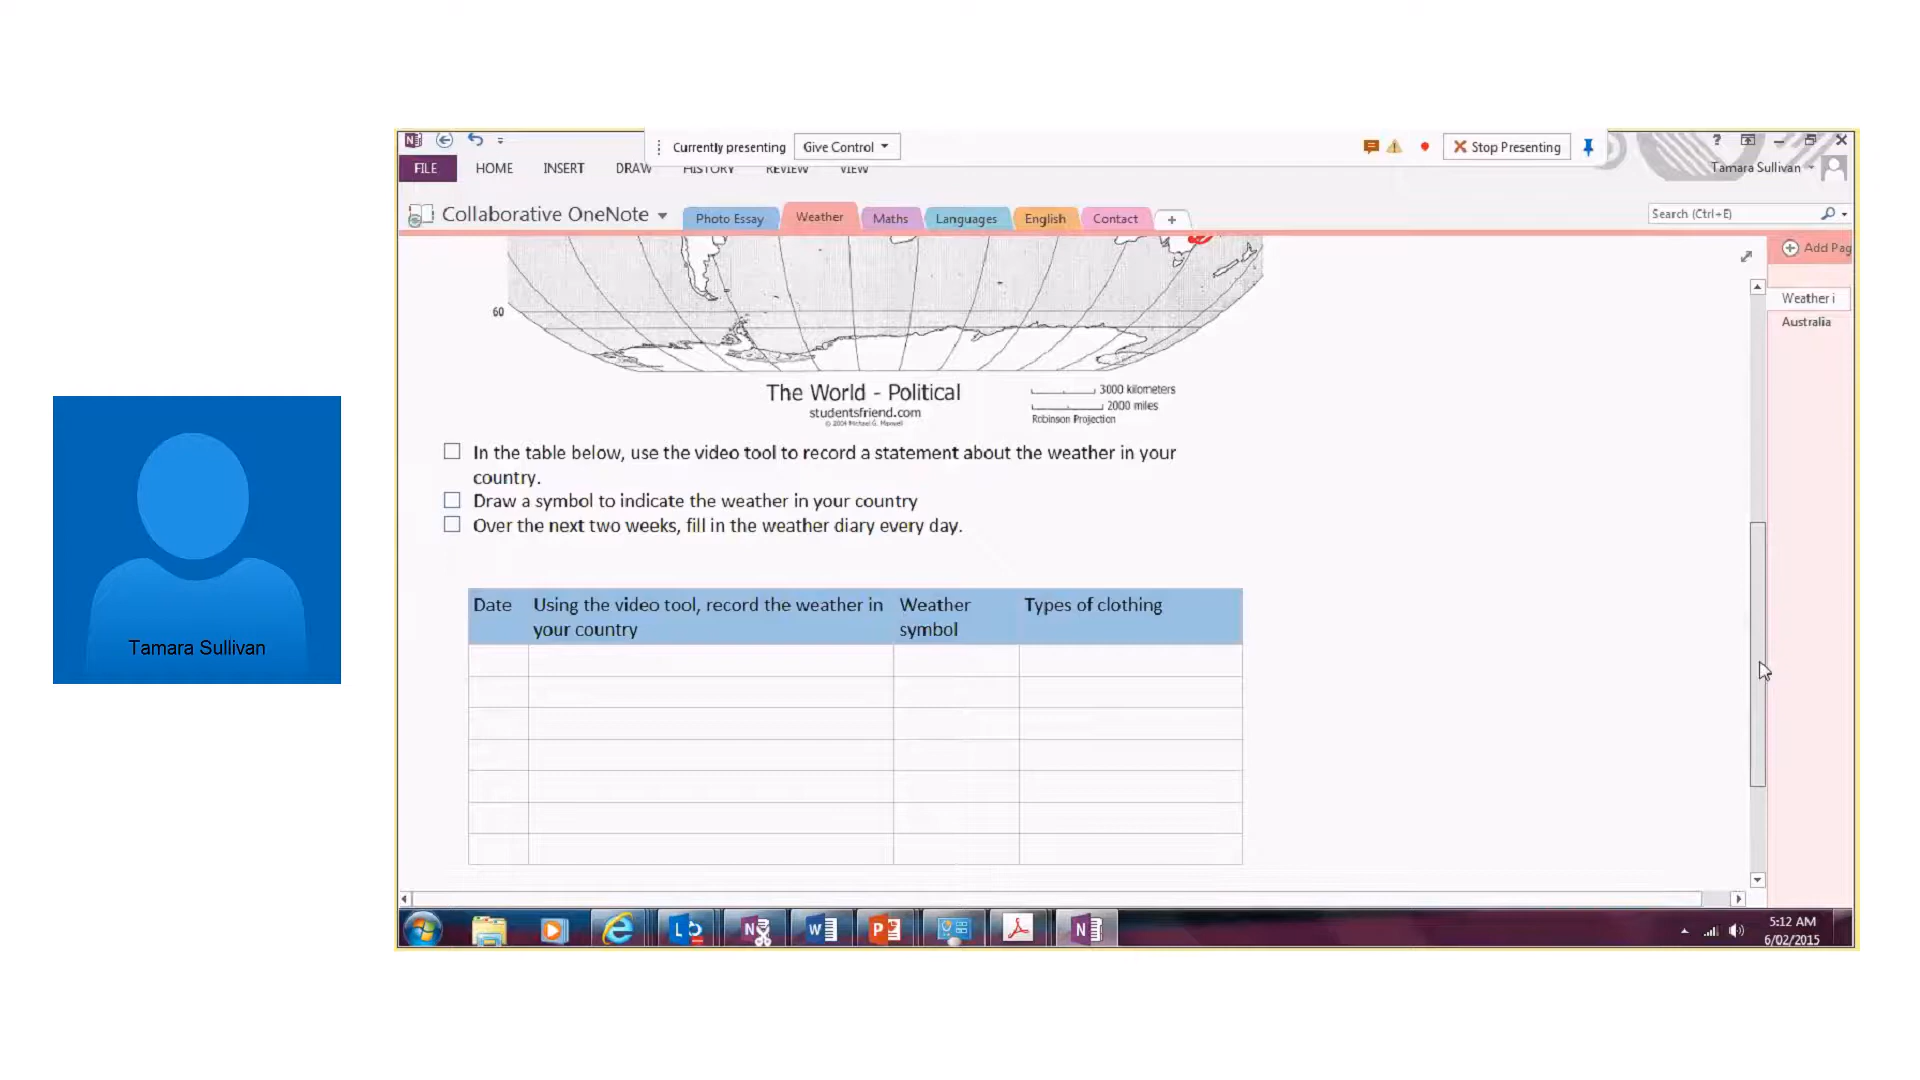 Currently presenting
Give Control
Stop Presenting
?
FILE
HOME
INSERT
DRAW
HISTORY
REVIEW
VIEW
Tamara Sullivan
Collaborative OneNote
Photo Essay
Weather
Maths
Languages
English
Contact
+
Search (Ctrl+E)
Add Pag
Weather i
Australia
60
The World - Political
studentsfriend.com
© 2004 Michael G. Maxwell
3000 kilometers
2000 miles
Robinson Projection
In the table below, use the video tool to record a statement about the weather in your
country.
Draw a symbol to indicate the weather in your country
Over the next two weeks, fill in the weather diary every day.
Date
Using the video tool, record the weather in
your country
Weather
symbol
Types of clothing
Tamara Sullivan
5:12 AM
6/02/2015